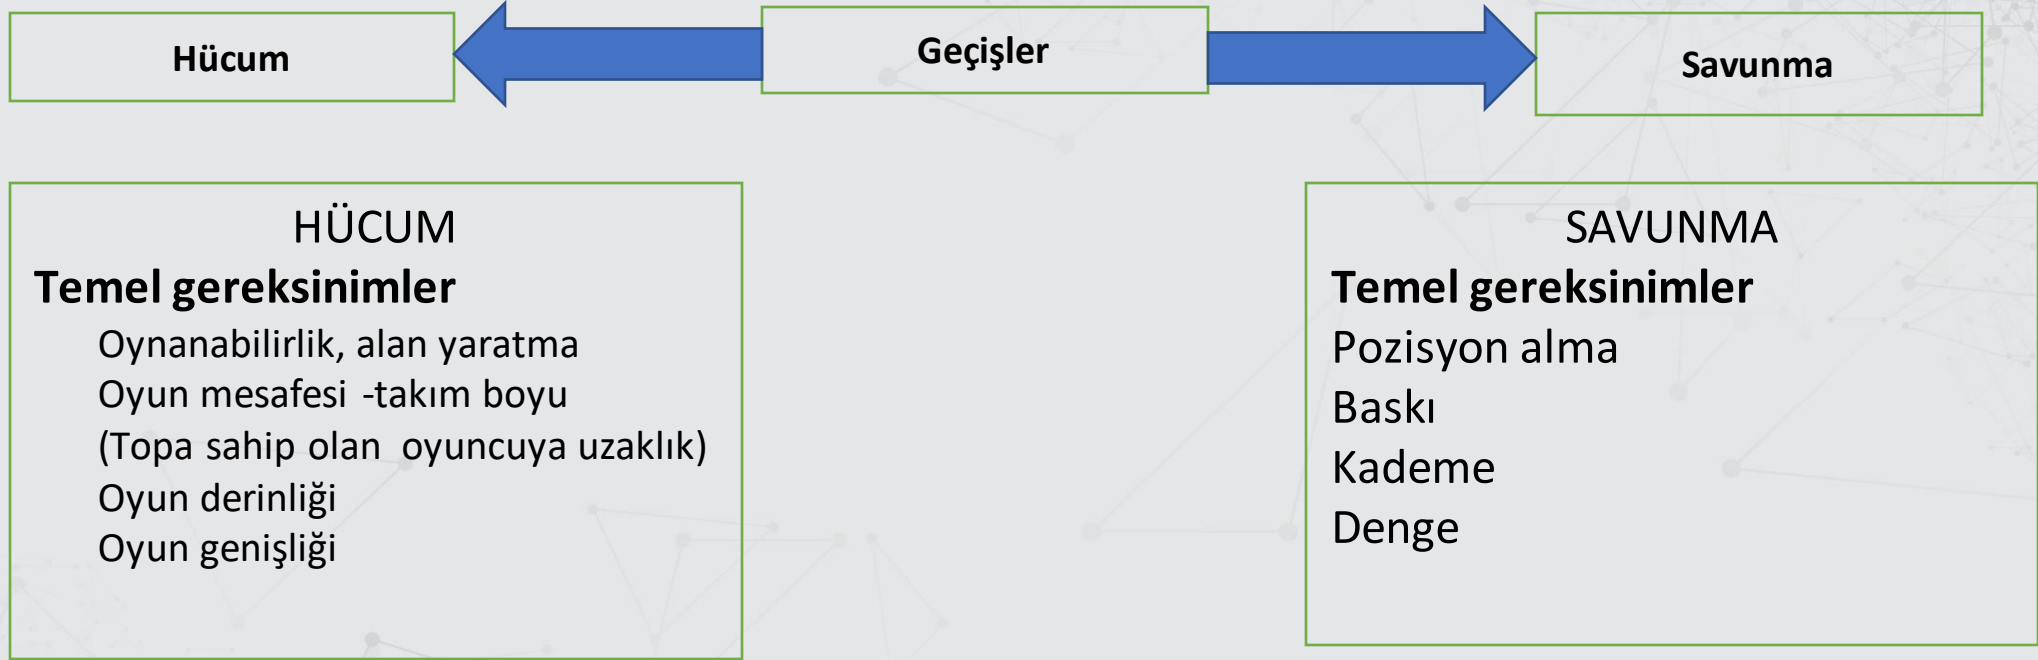 Hücum
Geçişler
Savunma
HÜCUM
Temel gereksinimler
Oynanabilirlik, alan yaratma
Oyun mesafesi -takım boyu
(Topa sahip olan oyuncuya uzaklık)
Oyun derinliği
Oyun genişliği
SAVUNMA
Temel gereksinimler
Pozisyon alma
Baskı
Kademe
Denge